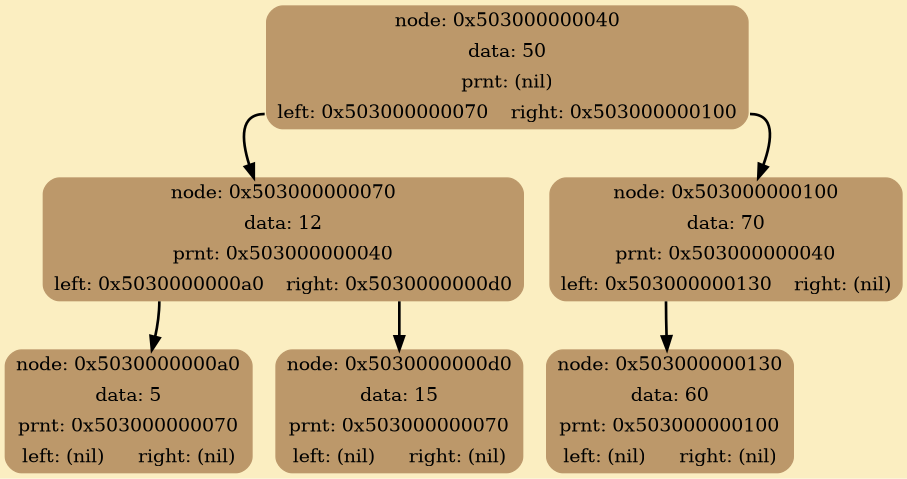 node: 0x503000000040
data: 50
prnt: (nil)
left: 0x503000000070 right: 0x503000000100
node: 0x503000000070
data: 12
prnt: 0x503000000040
left: 0x5030000000a0 right: 0x5030000000d0
node: 0x503000000100
data: 70
prnt: 0x503000000040
left: 0x503000000130 right: (nil)
node: 0x5030000000a0
data: 5
prnt: 0x503000000070
left: (nil) right: (nil)
node: 0x5030000000d0
data: 15
prnt: 0x503000000070
left: (nil) right: (nil)
node: 0x503000000130
data: 60
prnt: 0x503000000100
left: (nil) right: (nil)